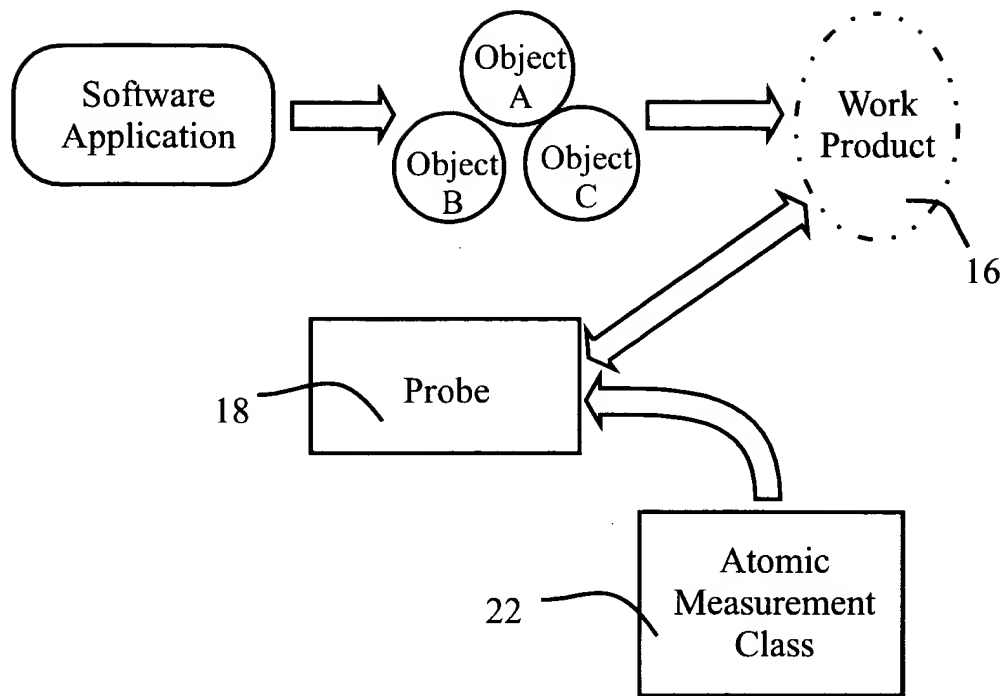 Software
Application
Object
A
Object
B
Object
C
Work
Product
16
Probe
18
Atomic
Measurement
Class
22